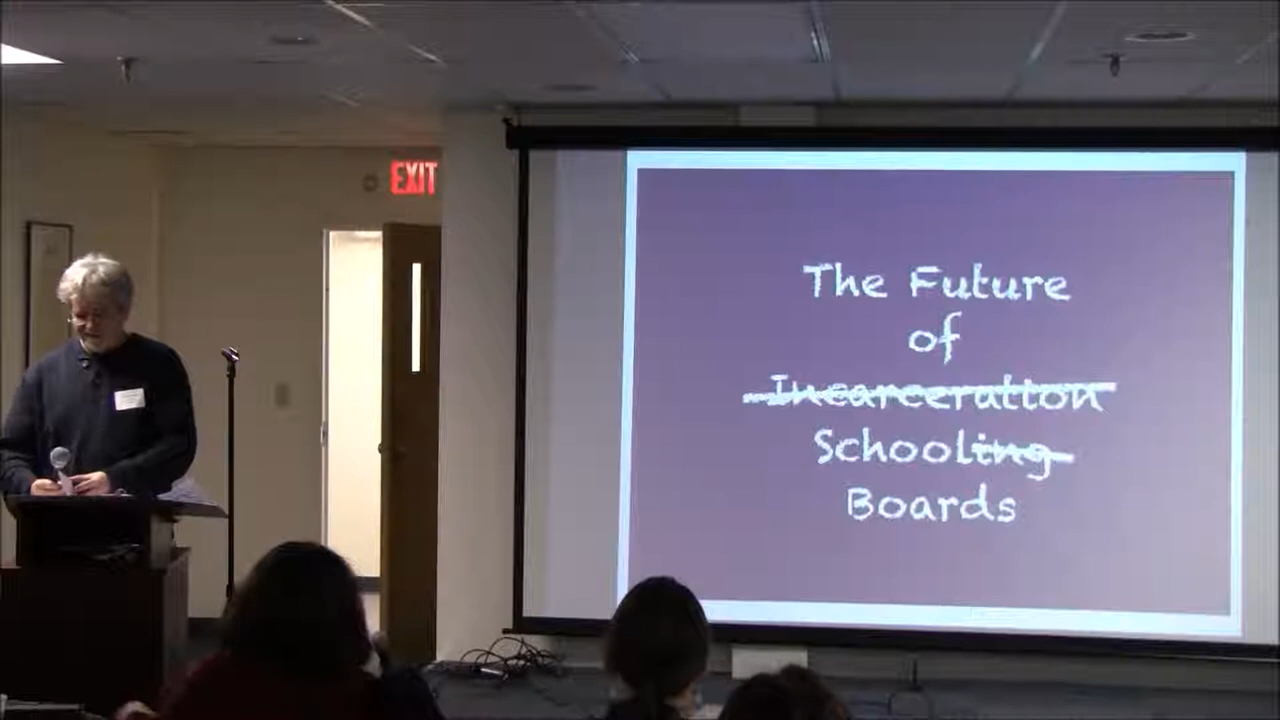 EXIT
The Future
of
Incarceration
Schooling
Boards